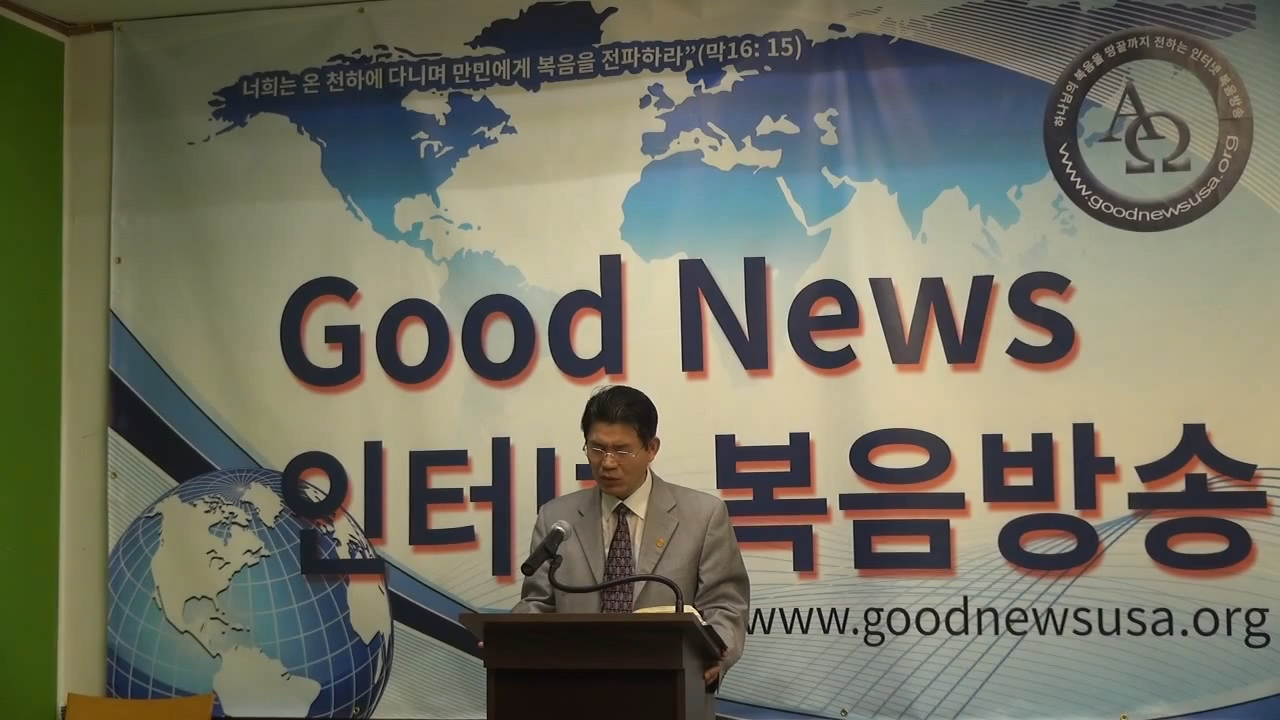 너희는 온 천하에 다니며 만민에게 복음을 전파하라"(막16: 15)
하나님의 복음을 땅끝까지 전하는 인터넷 복음방송
ΑΩ
www.goodnewsusa.org
Good News
인터 복음방송
www.goodnewsusa.org